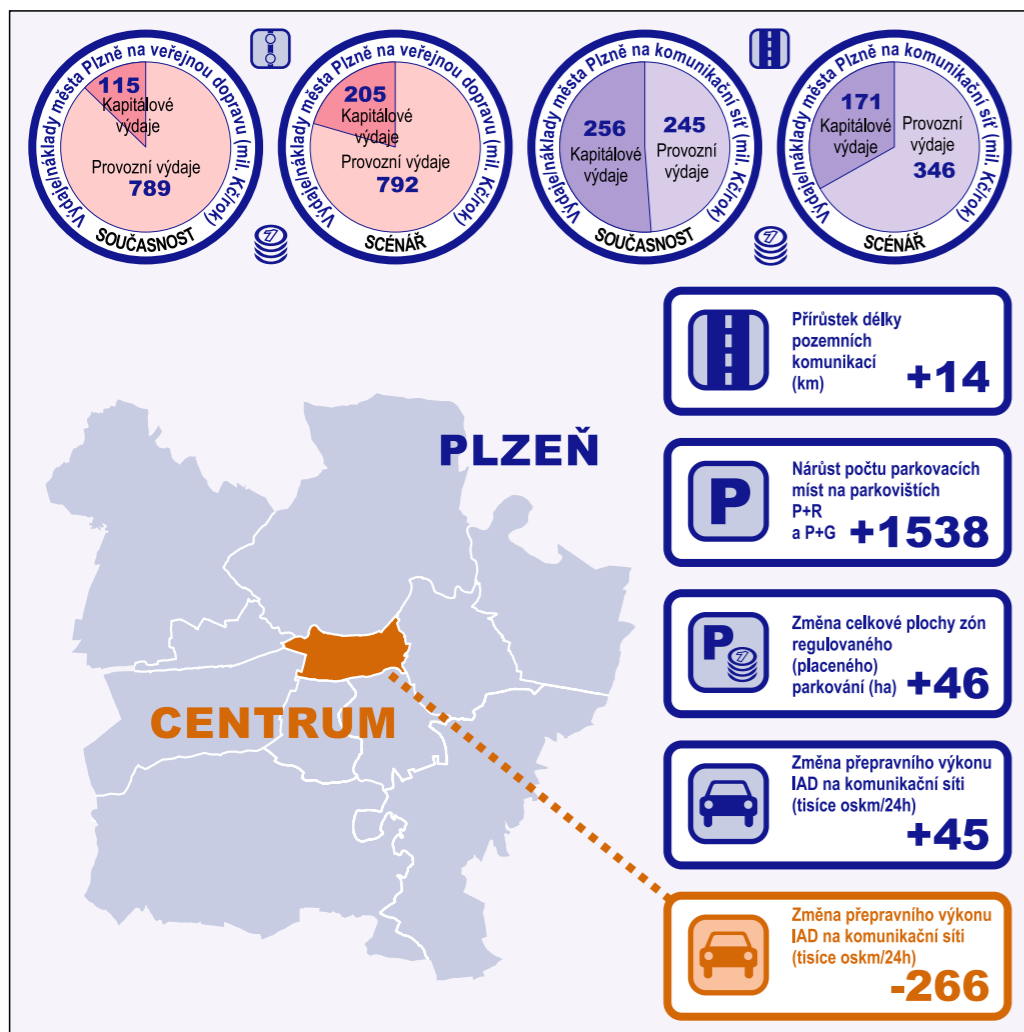 Výdaje/náklady města Plzně na veřejnou dopravu (mil. Kč/rok)
115
Kapitálové
výdaje
Provozní výdaje
789
SOUČASNOST
Výdaje/náklady města Plzně na veřejnou dopravu (mil. Kč/rok)
205
Kapitálové
výdaje
Provozní výdaje
792
SCÉNÁŘ
Výdaje/náklady města Plzně na komunikační síť (mil. Kč/rok)
256
Kapitálové
výdaje
245
Provozní
výdaje
SOUČASNOST
Výdaje/náklady města Plzně na komunikační síť (mil. Kč/rok)
171
Kapitálové
výdaje
Provozní
výdaje
346
SCÉNÁŘ
Přírůstek délky
pozemních
komunikací
(km)
+14
PLZEŇ
P
Nárůst počtu parkovacích
míst na parkovištích
P+R
a P+G
+1538
P
Změna celkové plochy zón
regulovaného
(placeného)
parkování (ha)
+46
CENTRUM
Změna přepravního výkonu
IAD na komunikační síti
(tisíce oskm/24h)
+45
Změna přepravního výkonu
IAD na komunikační síti
(tisíce oskm/24h)
-266